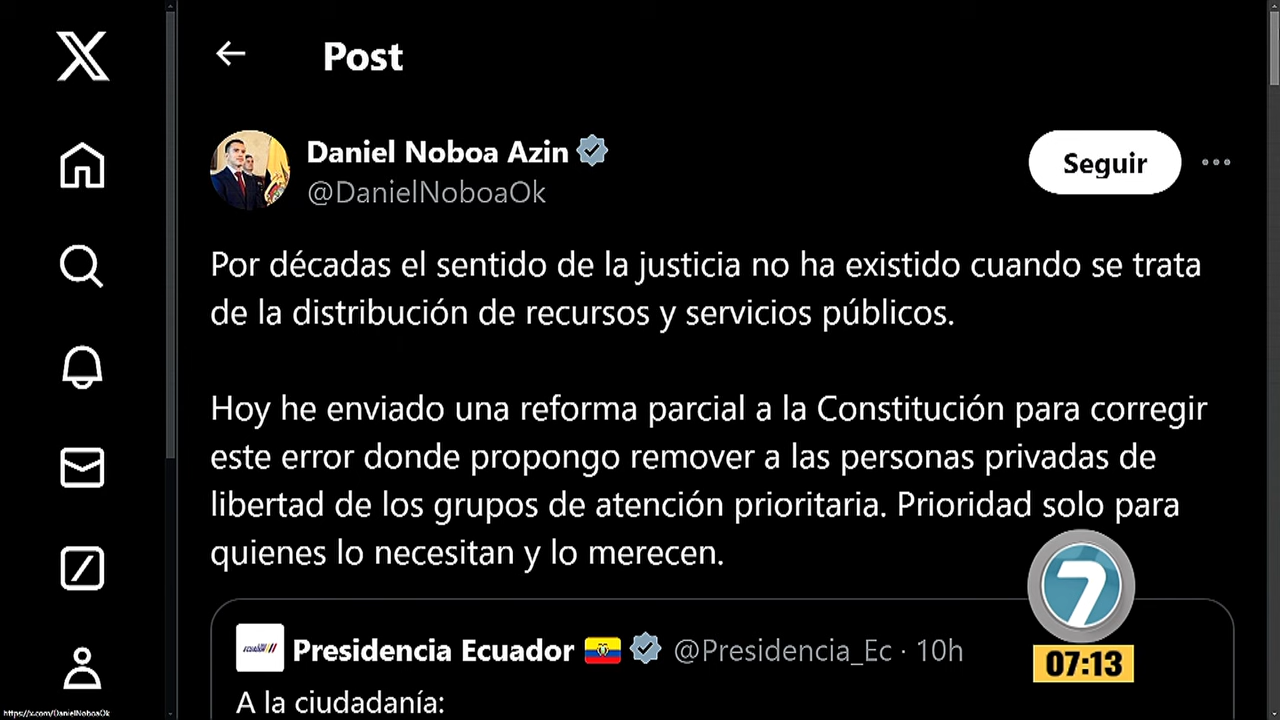 Post
Daniel Noboa Azin
Seguir
@DanielNoboaOk
Por décadas el sentido de la justicia no ha existido cuando se trata
de la distribución de recursos y servicios públicos.
Hoy he enviado una reforma parcial a la Constitución para corregir
este error donde propongo remover a las personas privadas de
libertad de los grupos de atención prioritaria. Prioridad solo para
quienes lo necesitan y lo merecen.
Presidencia Ecuador @Presidencia_Ec · 10h
A la ciudadanía:
7
07:13
https://x.com/DanielNoboaOk